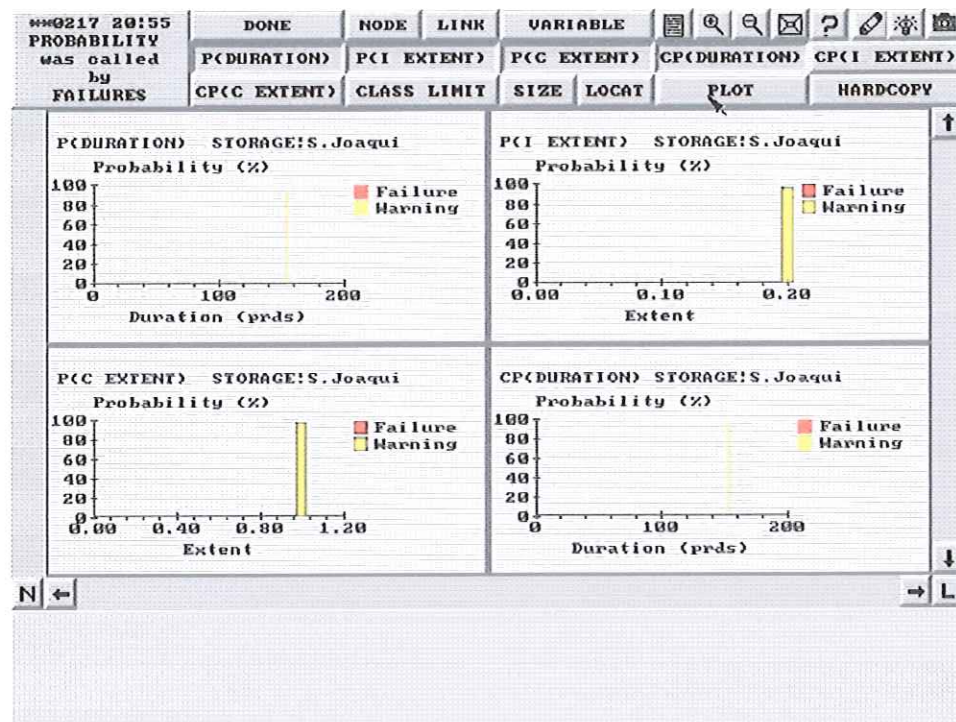 **0217 20:55
PROBABILITY
was called
by
FAILURES
DONE NODE LINK VARIABLE ?
P(DURATION) P(I EXTENT) P(C EXTENT) CP(DURATION) CP(I EXTENT)
CP(C EXTENT) CLASS LIMIT SIZE LOCAT PLOT HARDCOPY
P(DURATION) STORAGE!S.Joaqui
Probability (%)
Failure
Warning
100
80
60
40
20
0
0 100 200
Duration (prds)
P(I EXTENT) STORAGE!S.Joaqui
Probability (%)
Failure
Warning
100
80
60
40
20
0
0.00 0.10 0.20
Extent
P(C EXTENT) STORAGE!S.Joaqui
Probability (%)
Failure
Warning
100
80
60
40
20
0
0.00 0.40 0.80 1.20
Extent
CP(DURATION) STORAGE!S.Joaqui
Probability (%)
Failure
Warning
100
80
60
40
20
0
0 100 200
Duration (prds)
N L